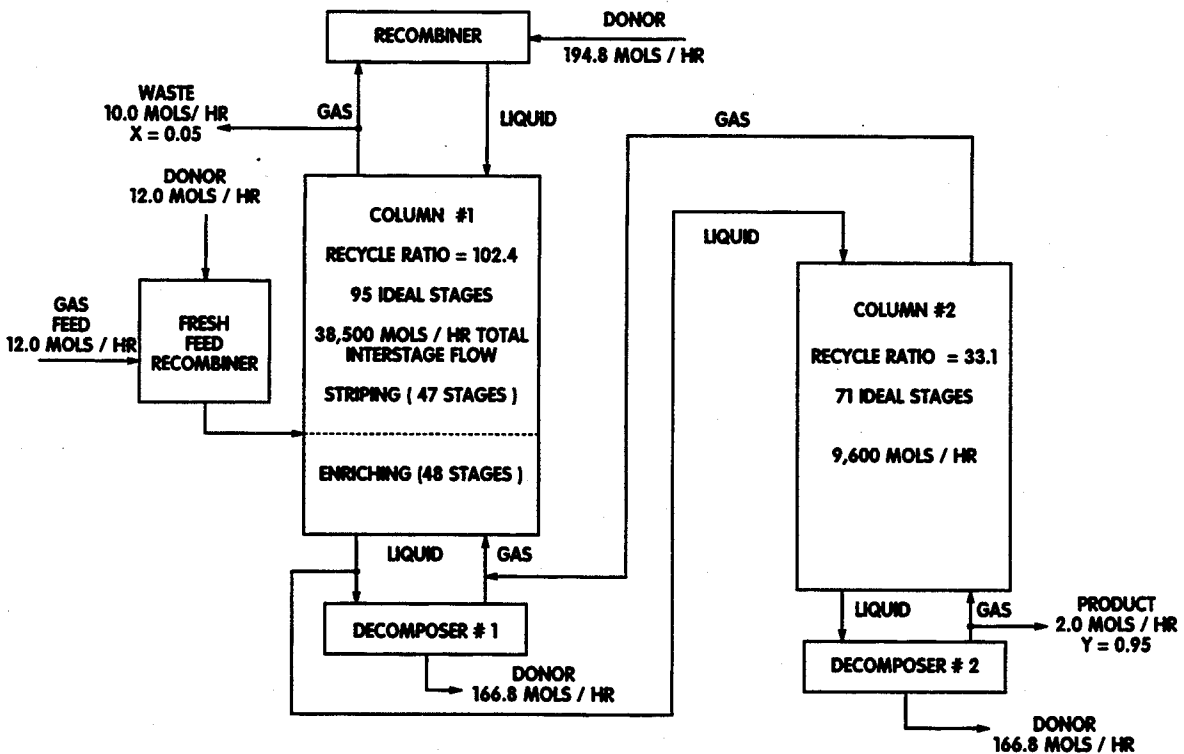 RECOMBINER
DONOR
194.8 MOLS / HR
WASTE
10.0 MOLS/ HR
X = 0.05
GAS
LIQUID
GAS
DONOR
12.0 MOLS / HR
COLUMN #1
RECYCLE RATIO = 102.4
95 IDEAL STAGES
38,500 MOLS / HR TOTAL
INTERSTAGE FLOW
STRIPING ( 47 STAGES )
ENRICHING (48 STAGES )
LIQUID
GAS
FEED
12.0 MOLS / HR
FRESH
FEED
RECOMBINER
COLUMN #2
RECYCLE RATIO = 33.1
71 IDEAL STAGES
9,600 MOLS / HR
LIQUID
GAS
DECOMPOSER # 1
DONOR
166.8 MOLS / HR
LIQUID
GAS
PRODUCT
2.0 MOLS / HR
Y = 0.95
DECOMPOSER # 2
DONOR
166.8 MOLS / HR